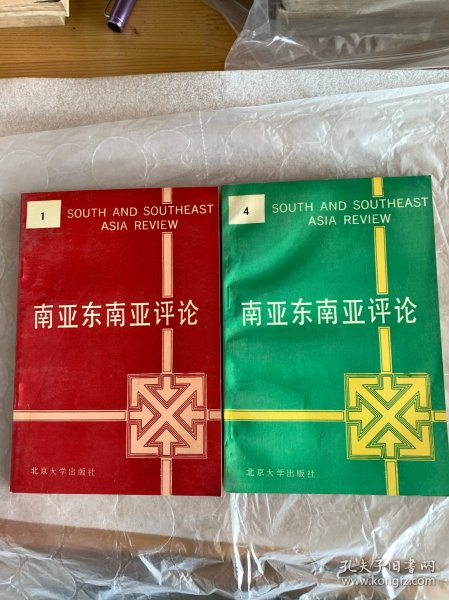 1
SOUTH AND SOUTHEAST
ASIA REVIEW
南亚东南亚评论
北京大学出版社
4
SOUTH AND SOUTHEAST
ASIA REVIEW
南亚东南亚评论
北京大学出版社
孔夫子旧书网
www.kongfz.com